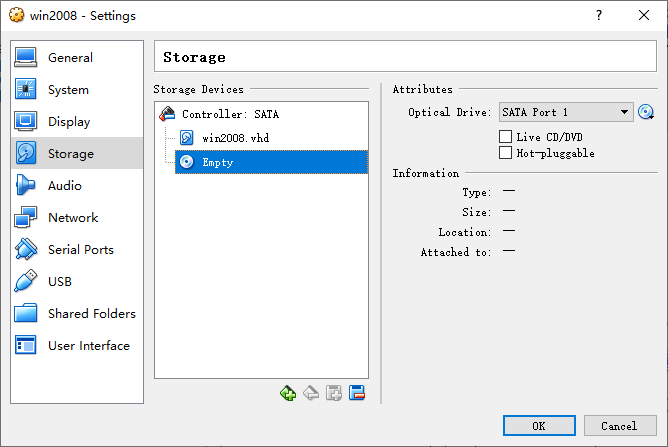 win2008 - Settings
?
General
System
Display
Storage
Audio
Network
Serial Ports
USB
Shared Folders
User Interface
Storage
Storage Devices
Controller: SATA
win2008.vhd
Empty
Attributes
Optical Drive: SATA Port 1
Live CD/DVD
Hot-pluggable
Information
Type: —
Size: —
Location: —
Attached to: —
OK
Cancel